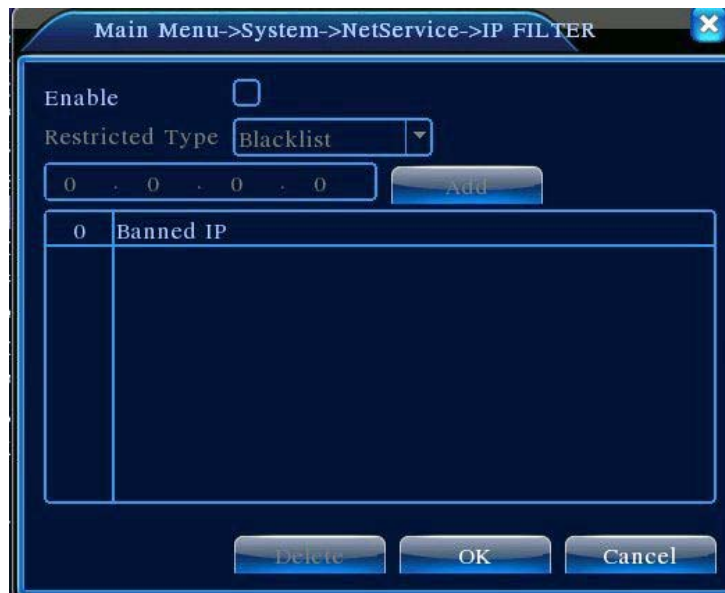 Main Menu->System->NetService->IP FILTER
Enable
Restricted Type Blacklist
0 . 0 . 0 . 0 Add
0 Banned IP
Delete OK Cancel